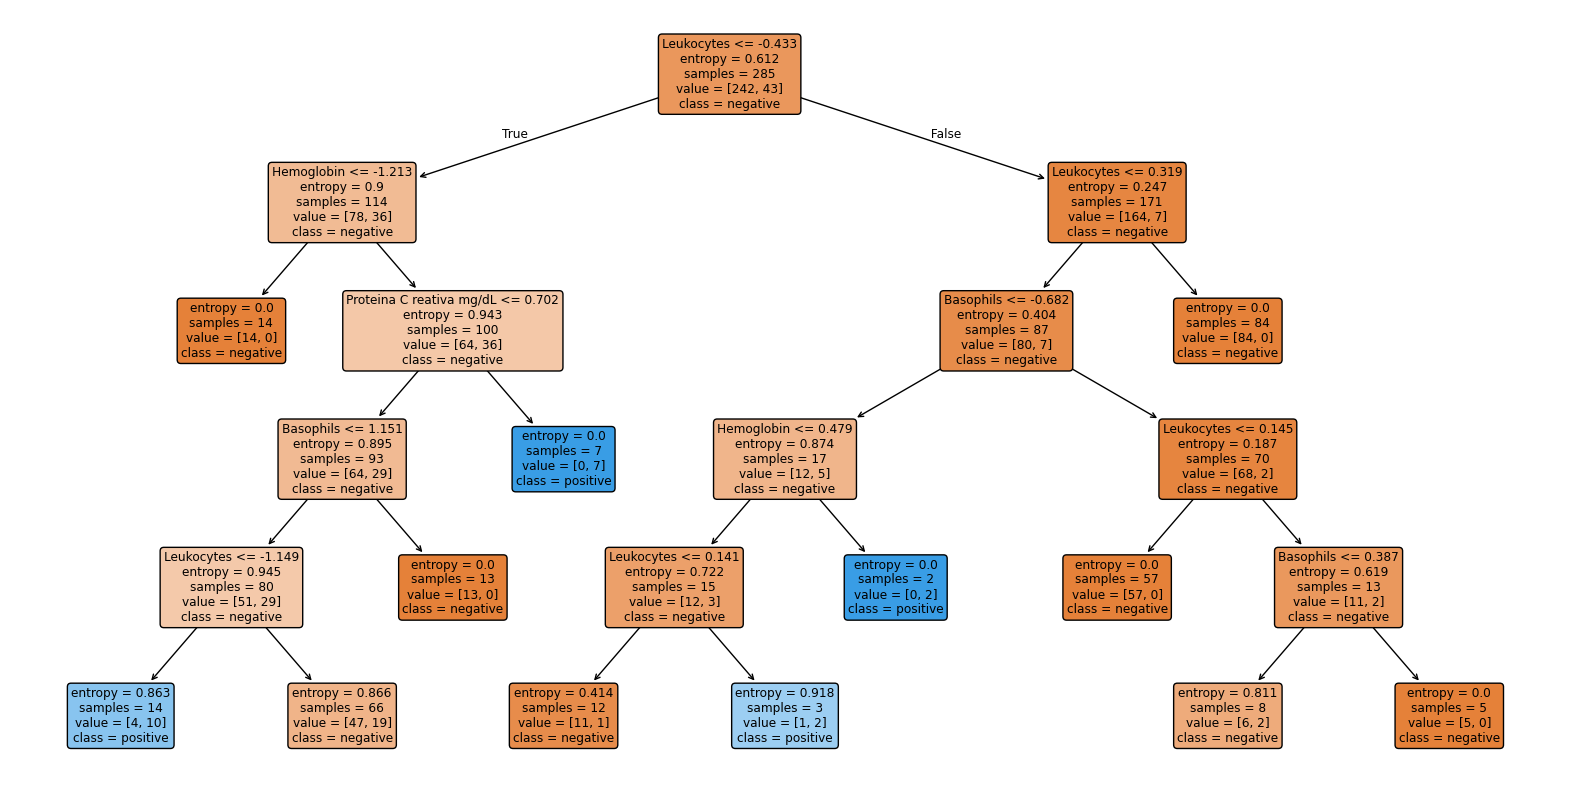 Leukocytes <= -0.433
entropy = 0.612
samples = 285
value = [242, 43]
class = negative
True
False
Hemoglobin <= -1.213
entropy = 0.9
samples = 114
value = [78, 36]
class = negative
Leukocytes <= 0.319
entropy = 0.247
samples = 171
value = [164, 7]
class = negative
entropy = 0.0
samples = 14
value = [14, 0]
class = negative
Proteina C reativa mg/dL <= 0.702
entropy = 0.943
samples = 100
value = [64, 36]
class = negative
Basophils <= -0.682
entropy = 0.404
samples = 87
value = [80, 7]
class = negative
entropy = 0.0
samples = 84
value = [84, 0]
class = negative
Basophils <= 1.151
entropy = 0.895
samples = 93
value = [64, 29]
class = negative
entropy = 0.0
samples = 7
value = [0, 7]
class = positive
Hemoglobin <= 0.479
entropy = 0.874
samples = 17
value = [12, 5]
class = negative
Leukocytes <= 0.145
entropy = 0.187
samples = 70
value = [68, 2]
class = negative
Leukocytes <= -1.149
entropy = 0.945
samples = 80
value = [51, 29]
class = negative
entropy = 0.0
samples = 13
value = [13, 0]
class = negative
Leukocytes <= 0.141
entropy = 0.722
samples = 15
value = [12, 3]
class = negative
entropy = 0.0
samples = 2
value = [0, 2]
class = positive
entropy = 0.0
samples = 57
value = [57, 0]
class = negative
Basophils <= 0.387
entropy = 0.619
samples = 13
value = [11, 2]
class = negative
entropy = 0.863
samples = 14
value = [4, 10]
class = positive
entropy = 0.866
samples = 66
value = [47, 19]
class = negative
entropy = 0.414
samples = 12
value = [11, 1]
class = negative
entropy = 0.918
samples = 3
value = [1, 2]
class = positive
entropy = 0.811
samples = 8
value = [6, 2]
class = negative
entropy = 0.0
samples = 5
value = [5, 0]
class = negative